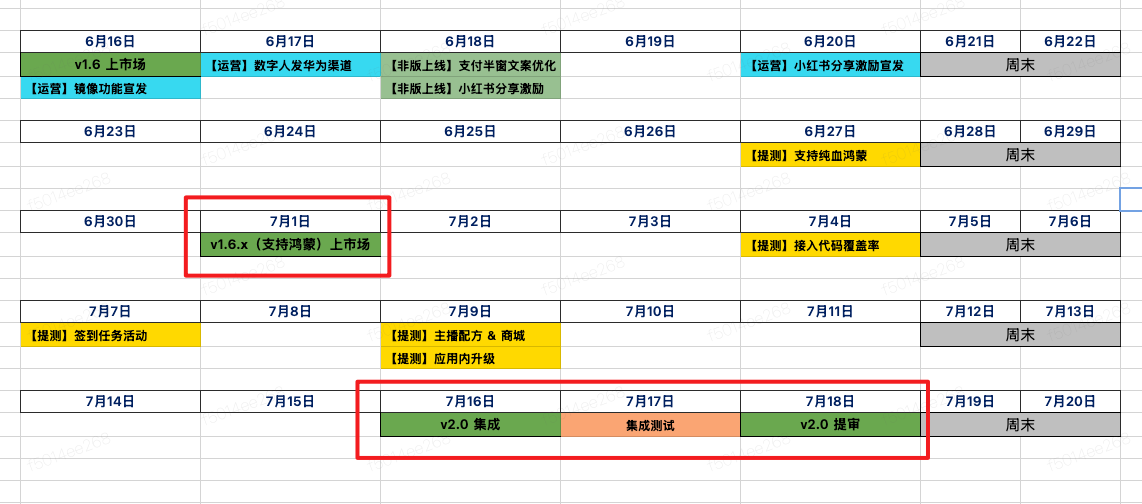 6月16日 6月17日 6月18日 6月19日 6月20日 6月21日 6月22日
v1.6 上市场 【运营】数字人发华为渠道 【非版上线】支付半窗文案优化 【运营】小红书分享激励宣发 周末
【运营】镜像功能宣发 【非版上线】小红书分享激励
6月23日 6月24日 6月25日 6月26日 6月27日 6月28日 6月29日
【提测】支持纯血鸿蒙 周末
6月30日 7月1日 7月2日 7月3日 7月4日 7月5日 7月6日
v1.6.x（支持鸿蒙）上市场 【提测】接入代码覆盖率 周末
7月7日 7月8日 7月9日 7月10日 7月11日 7月12日 7月13日
【提测】签到任务活动 【提测】主播配方 & 商城 周末
【提测】应用内升级
7月14日 7月15日 7月16日 7月17日 7月18日 7月19日 7月20日
v2.0 集成 集成测试 v2.0 提审 周末
f5014ee268